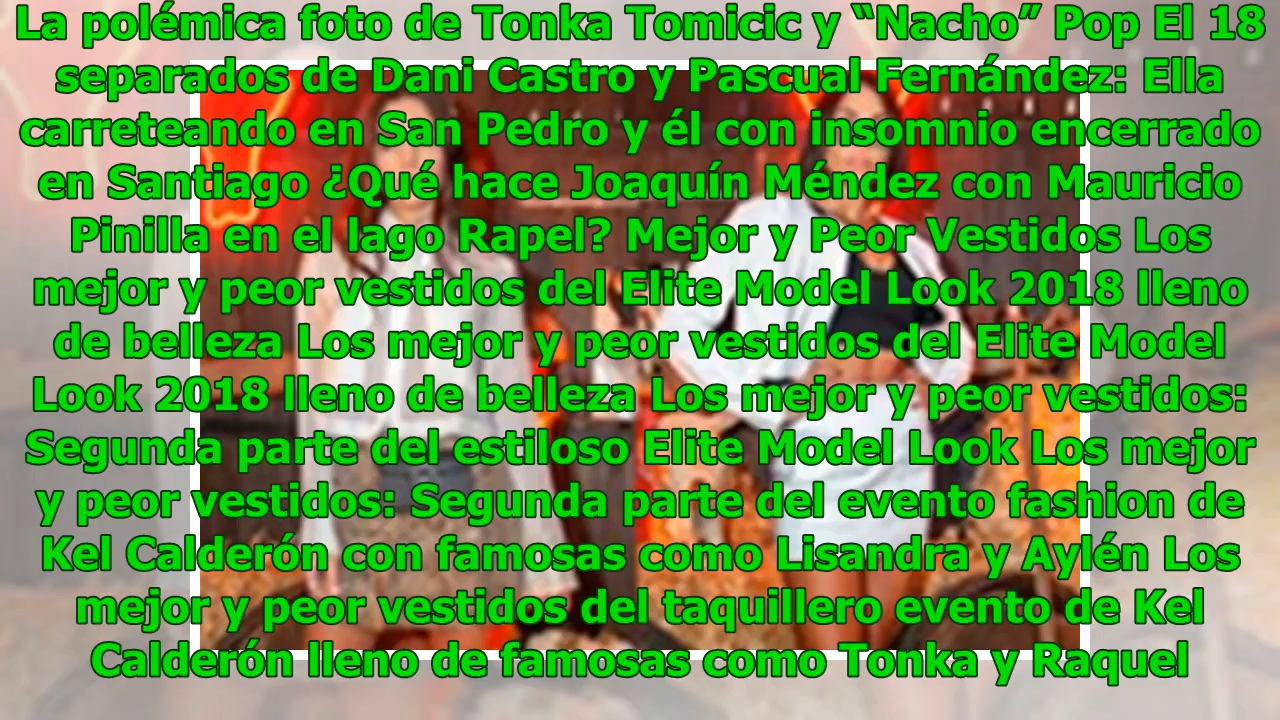 La polémica foto de Tonka Tomicic y “Nacho” Pop El 18
separados de Dani Castro y Pascual Fernández: Ella
carreteando en San Pedro y él con insomnio encerrado
en Santiago ¿Qué hace Joaquín Méndez con Mauricio
Pinilla en el lago Rapel? Mejor y Peor Vestidos Los
mejor y peor vestidos del Elite Model Look 2018 lleno
de belleza Los mejor y peor vestidos del Elite Model
Look 2018 lleno de belleza Los mejor y peor vestidos:
Segunda parte del estiloso Elite Model Look Los mejor
y peor vestidos: Segunda parte del evento fashion de
Kel Calderón con famosas como Lisandra y Aylén Los
mejor y peor vestidos del taquillero evento de Kel
Calderón lleno de famosas como Tonka y Raquel